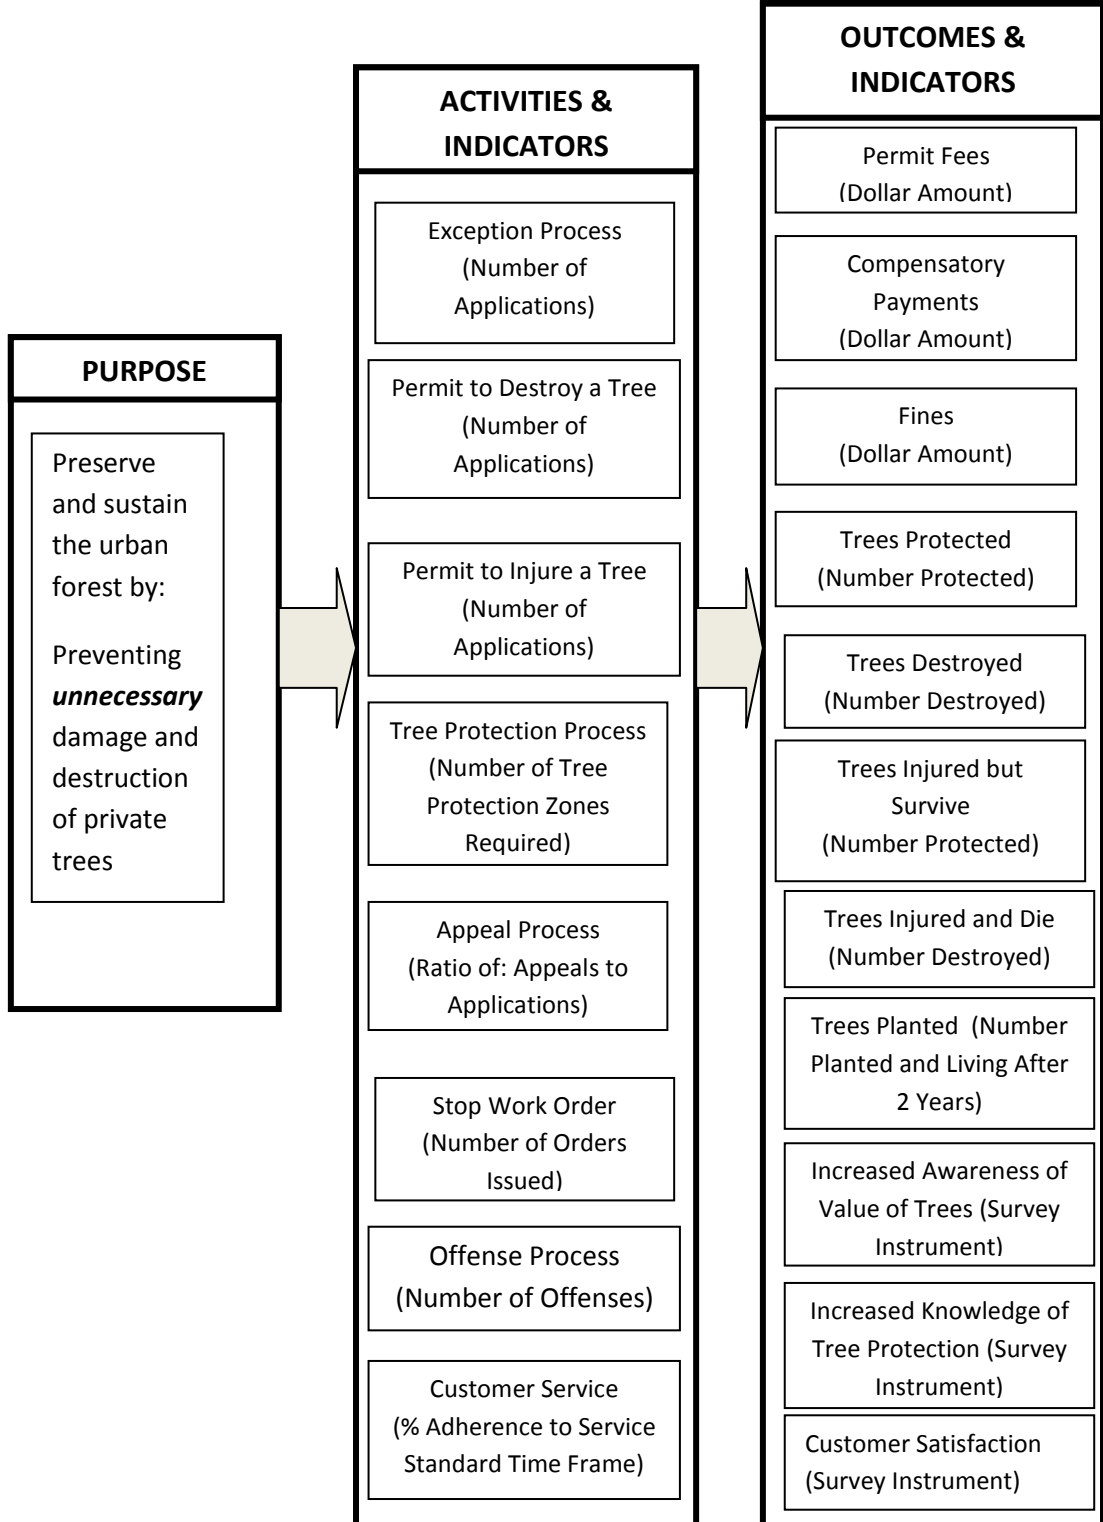 PURPOSE
Preserve
and sustain
the urban
forest by:
Preventing
unnecessary
damage and
destruction
of private
trees
ACTIVITIES &
INDICATORS
Exception Process
(Number of
Applications)
Permit to Destroy a Tree
(Number of
Applications)
Permit to Injure a Tree
(Number of
Applications)
Tree Protection Process
(Number of Tree
Protection Zones
Required)
Appeal Process
(Ratio of: Appeals to
Applications)
Stop Work Order
(Number of Orders
Issued)
Offense Process
(Number of Offenses)
Customer Service
(% Adherence to Service
Standard Time Frame)
OUTCOMES &
INDICATORS
Permit Fees
(Dollar Amount)
Compensatory
Payments
(Dollar Amount)
Fines
(Dollar Amount)
Trees Protected
(Number Protected)
Trees Destroyed
(Number Destroyed)
Trees Injured but
Survive
(Number Protected)
Trees Injured and Die
(Number Destroyed)
Trees Planted (Number
Planted and Living After
2 Years)
Increased Awareness of
Value of Trees (Survey
Instrument)
Increased Knowledge of
Tree Protection (Survey
Instrument)
Customer Satisfaction
(Survey Instrument)